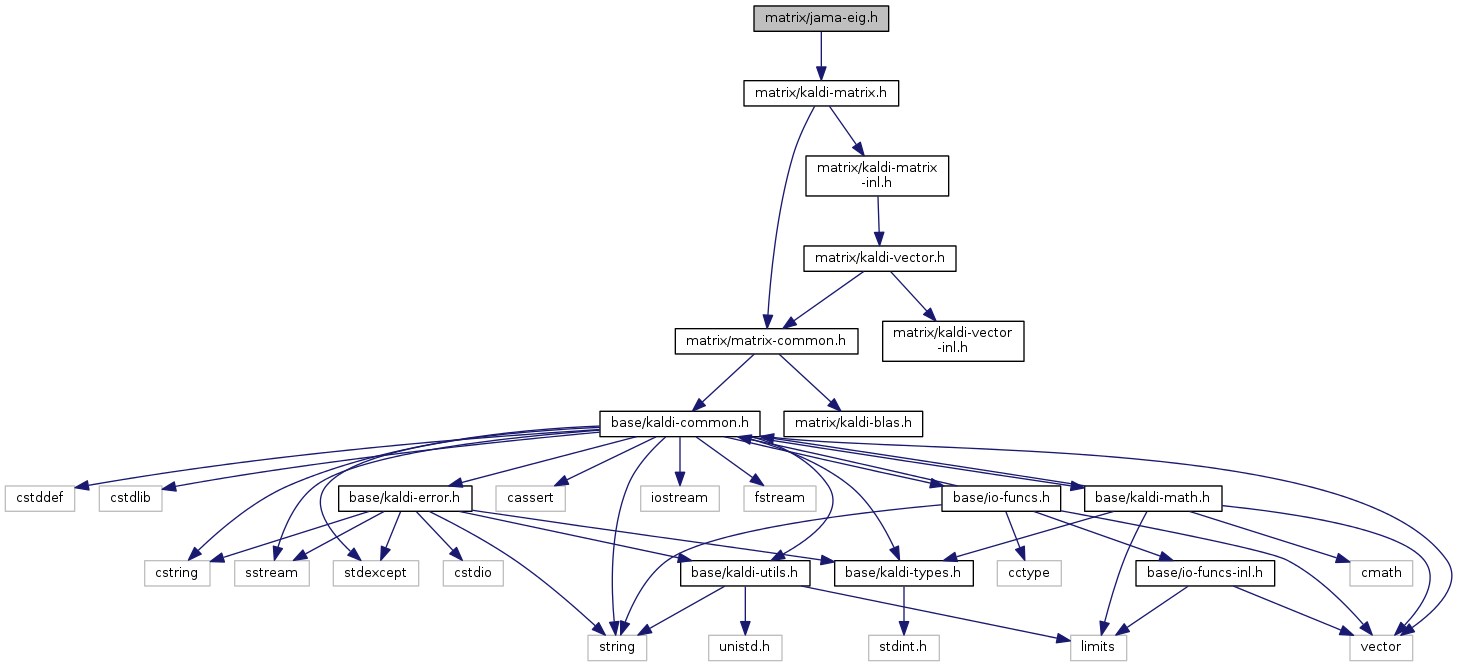 matrix/jama-eig.h
matrix/kaldi-matrix.h
matrix/kaldi-matrix
-inl.h
matrix/kaldi-vector.h
matrix/matrix-common.h
matrix/kaldi-vector
-inl.h
base/kaldi-common.h
matrix/kaldi-blas.h
cstddef
cstdlib
base/kaldi-error.h
cassert
iostream
fstream
base/io-funcs.h
base/kaldi-math.h
cstring
sstream
stdexcept
cstdio
base/kaldi-utils.h
base/kaldi-types.h
cctype
base/io-funcs-inl.h
cmath
string
unistd.h
stdint.h
limits
vector